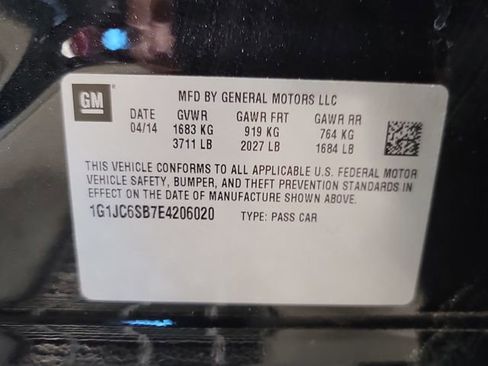 GM
MFD BY GENERAL MOTORS LLC
DATE GVWR GAWR FRT GAWR RR
04/14 1683 KG 919 KG 764 KG
3711 LB 2027 LB 1684 LB
THIS VEHICLE CONFORMS TO ALL APPLICABLE U.S. FEDERAL MOTOR
VEHICLE SAFETY, BUMPER, AND THEFT PREVENTION STANDARDS IN
EFFECT ON THE DATE OF MANUFACTURE SHOWN ABOVE.
1G1JC6SB7E4206020 TYPE: PASS CAR